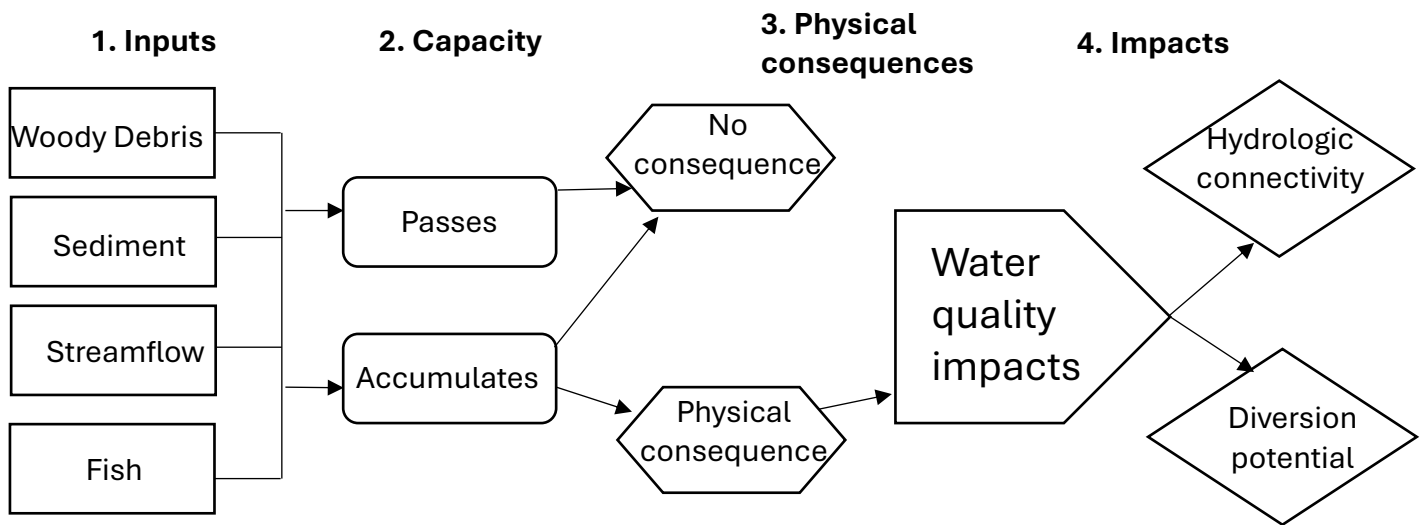 1. Inputs
2. Capacity
3. Physical
consequences
4. Impacts
Woody Debris
Sediment
Streamflow
Fish
Passes
Accumulates
No
consequence
Physical
consequence
Water
quality
impacts
Hydrologic
connectivity
Diversion
potential